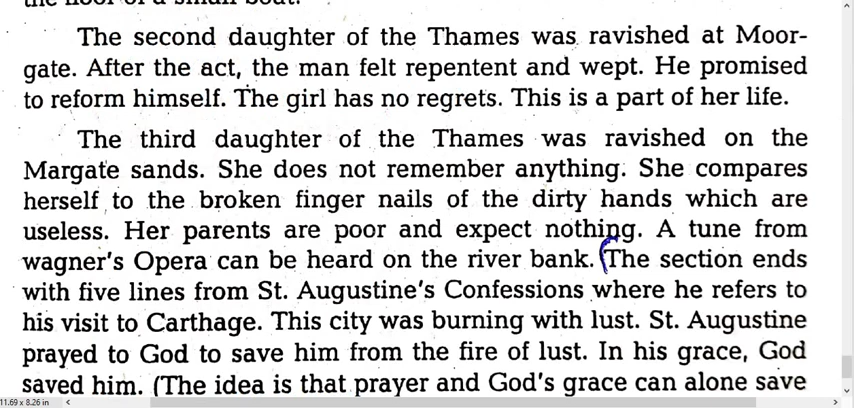 The second daughter of the Thames was ravished at Moor-
gate. After the act, the man felt repentent and wept. He promised
to reform himself. The girl has no regrets. This is a part of her life.
The third daughter of the Thames was ravished on the
Margate sands. She does not remember anything. She compares
herself to the broken finger nails of the dirty hands which are
useless. Her parents are poor and expect nothing. A tune from
wagner's Opera can be heard on the river bank. (The section ends
with five lines from St. Augustine's Confessions where he refers to
his visit to Carthage. This city was burning with lust. St. Augustine
prayed to God to save him from the fire of lust. In his grace, God
saved him. (The idea is that prayer and God's grace can alone save
11.69 x 8.26 in